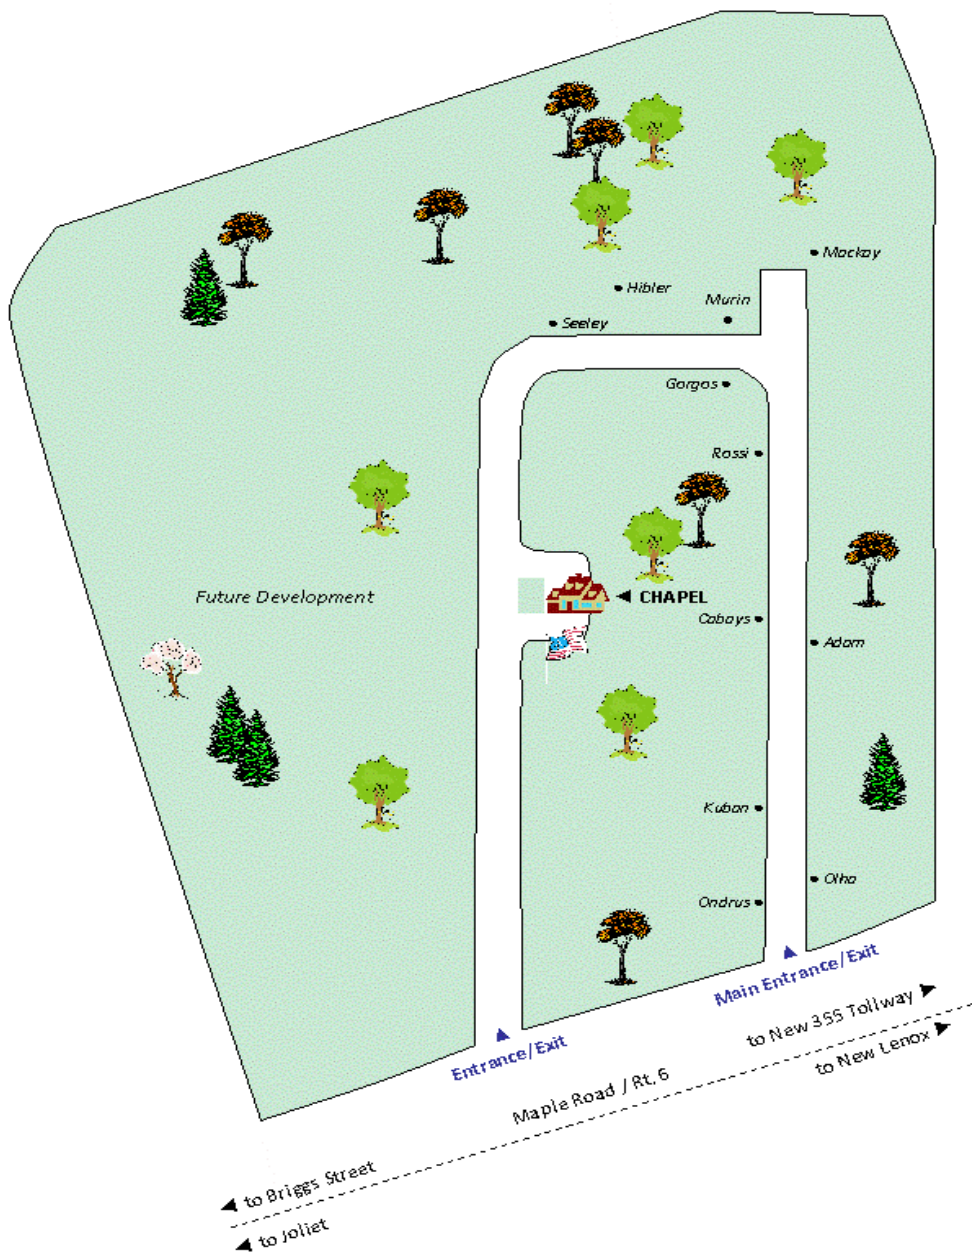 Mackay
Hibler
Murin
Seeley
Gorgos
Rossi
Future Development
CHAPEL
Cabays
Adam
Kuban
Olha
Ondrus
Main Entrance/Exit
Entrance/Exit
to New 355 Tollway
to New Lenox
Maple Road / Rt. 6
to Briggs Street
to Joliet